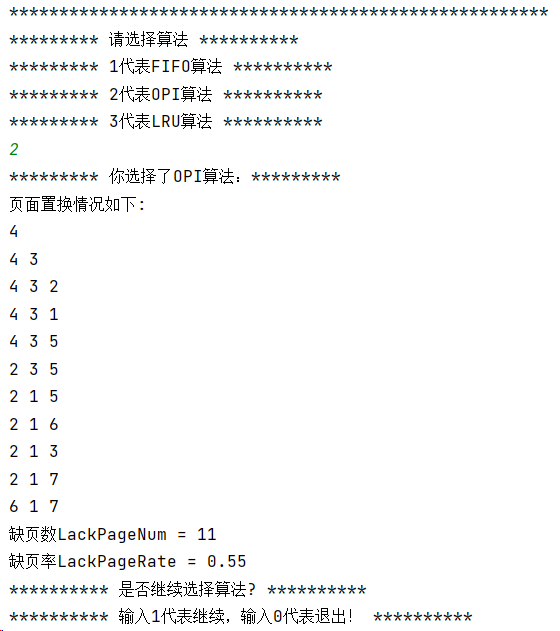 ******************************************************
********* 请选择算法 **********
********* 1代表FIFO算法 **********
********* 2代表OPI算法 **********
********* 3代表LRU算法 **********
2
********* 你选择了OPI算法：*********
页面置换情况如下：
4
4 3
4 3 2
4 3 1
4 3 5
2 3 5
2 1 5
2 1 6
2 1 3
2 1 7
6 1 7
缺页数LackPageNum = 11
缺页率LackPageRate = 0.55
********** 是否继续选择算法? **********
********** 输入1代表继续，输入0代表退出！ **********